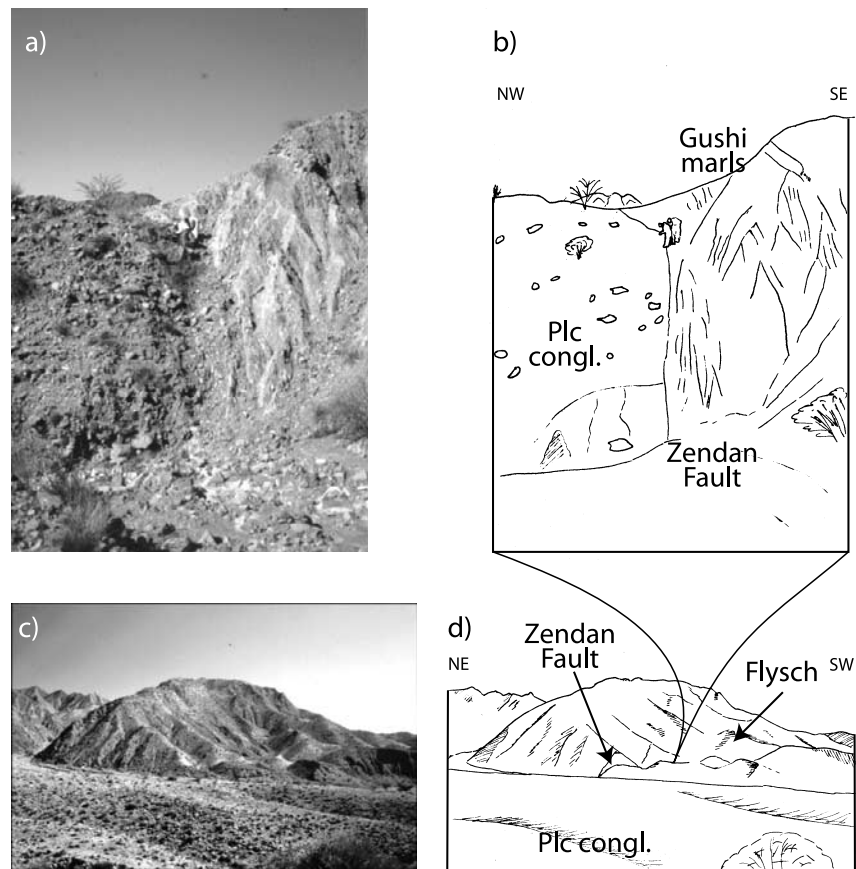 a)
b)
NW
SE
Gushi
marls
Plc
congl.
Zendan
Fault
c)
d)
Zendan
Fault
NE
Flysch
SW
Plc congl.